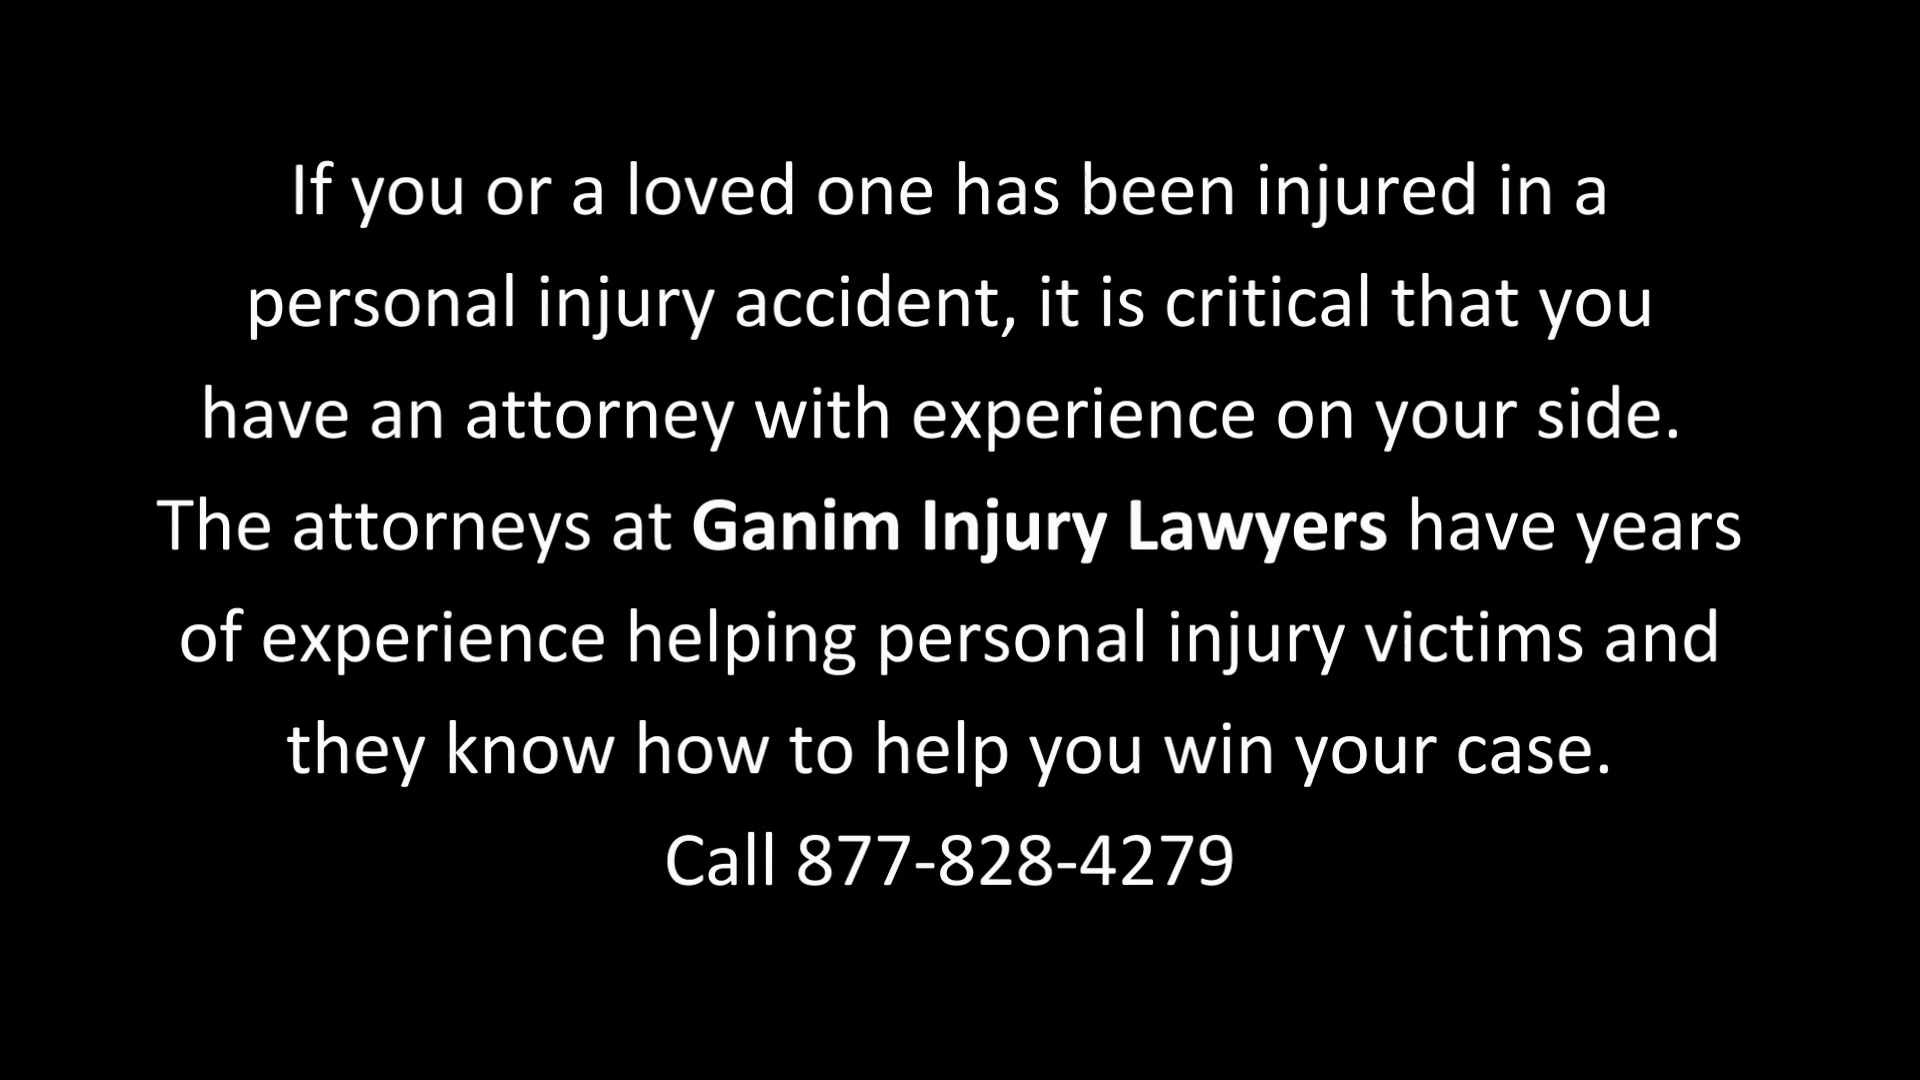 If you or a loved one has been injured in a
personal injury accident, it is critical that you
have an attorney with experience on your side.
The attorneys at Ganim Injury Lawyers have years
of experience helping personal injury victims and
they know how to help you win your case.
Call 877-828-4279